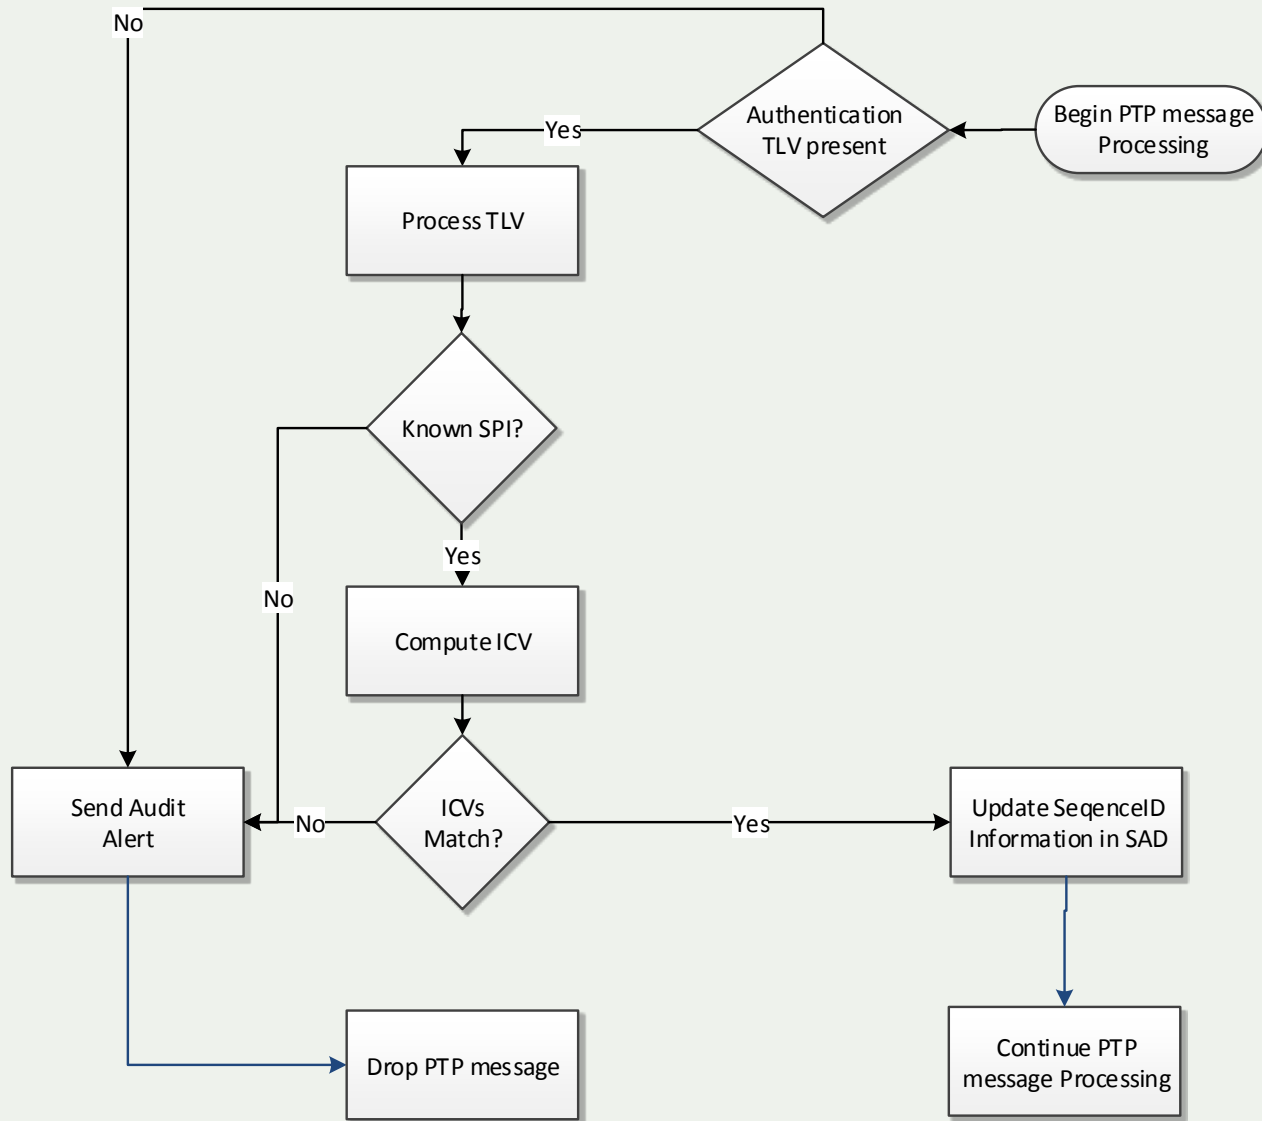 No
Authentication
TLV present
Begin PTP message
Processing
Yes
Process TLV
Known SPI?
Yes
No
Compute ICV
Send Audit
Alert
No
ICVs
Match?
Yes
Update SeqenceID
Information in SAD
Drop PTP message
Continue PTP
message Processing